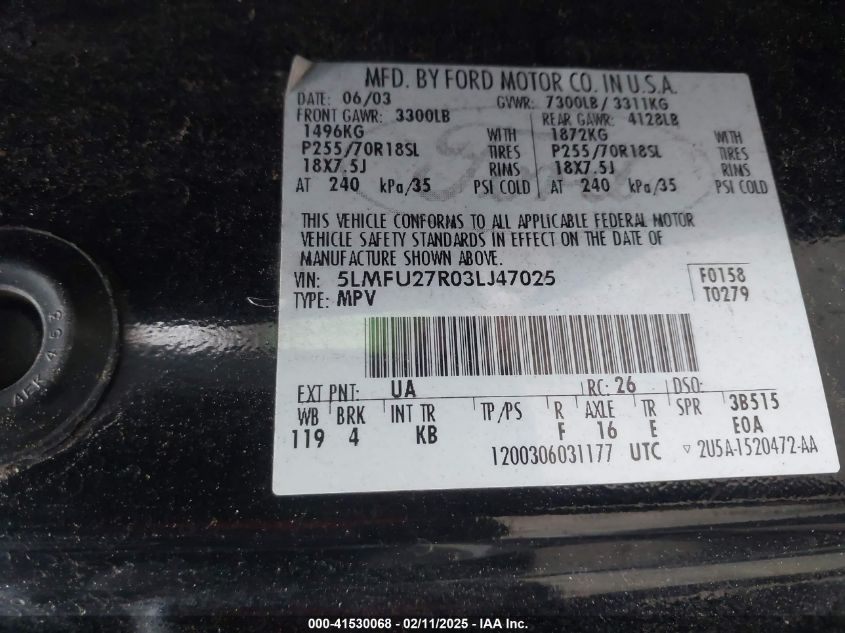 MFD. BY FORD MOTOR CO. IN U.S.A.
DATE: 06/03 GVWR: 7300LB / 3311KG
FRONT GAWR: 3300LB REAR GAWR: 4128LB
1496KG WITH 1872KG WITH
P255/70R18SL TIRES P255/70R18SL TIRES
18X7.5J RIMS 18X7.5J RIMS
AT 240 kPa/35 PSI COLD AT 240 kPa/35 PSI COLD
THIS VEHICLE CONFORMS TO ALL APPLICABLE FEDERAL MOTOR
VEHICLE SAFETY STANDARDS IN EFFECT ON THE DATE OF
MANUFACTURE SHOWN ABOVE.
VIN: 5LMFU27R03LJ47025 F0158
TYPE: MPV T0279
EXT PNT: UA RC: 26 DSO:
WB BRK INT TR TP/PS R AXLE TR SPR 3B515
119 4 KB F 16 E E0A
1200306031177 UTC ▽ 2U5A-1520472-AA
AEK 453
000-41530068 - 02/11/2025 - IAA Inc.